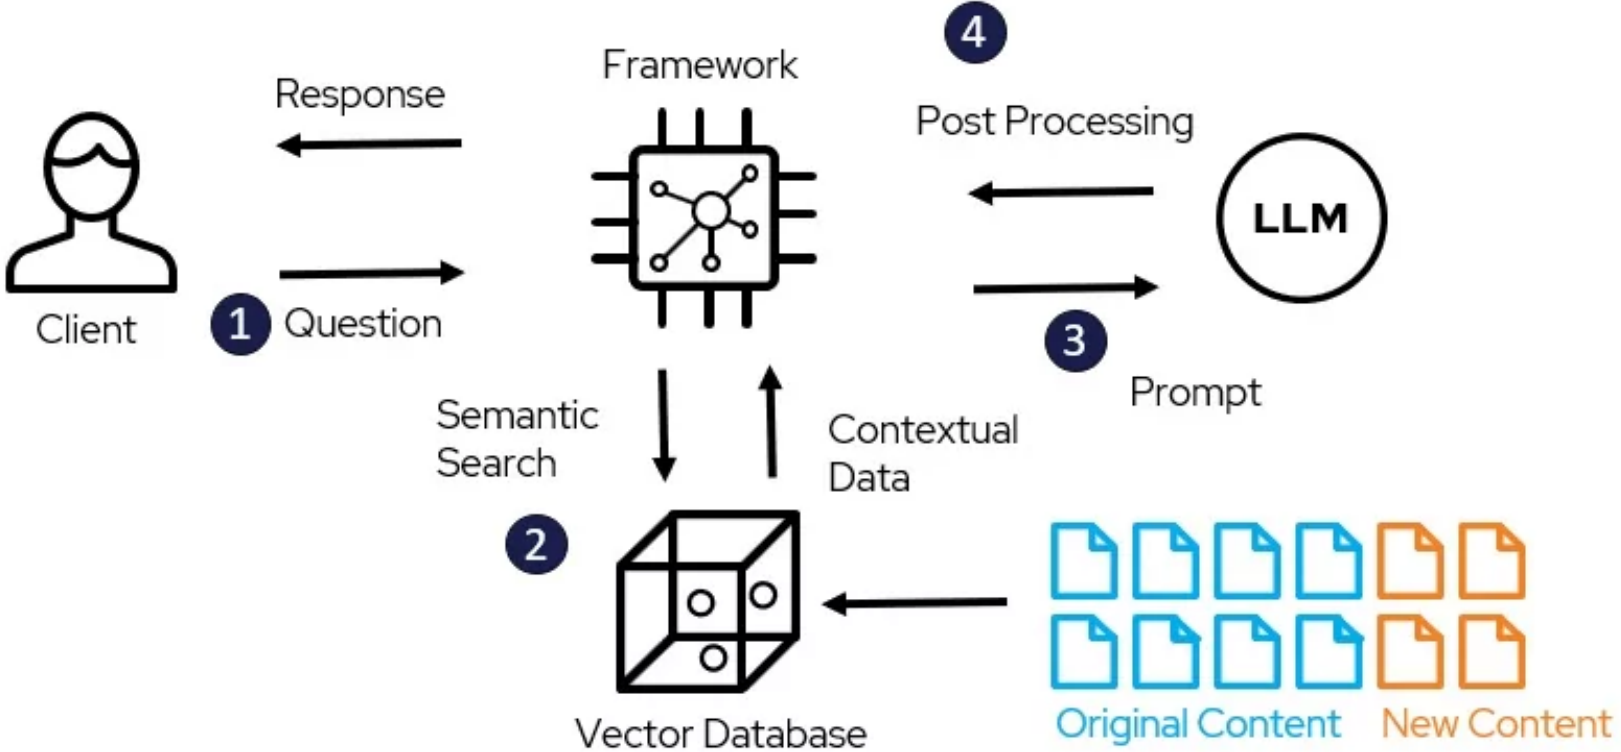 4
Framework
Response
Post Processing
LLM
Client
1
Question
3
Prompt
Semantic
Search
Contextual
Data
2
Original Content
New Content
Vector Database